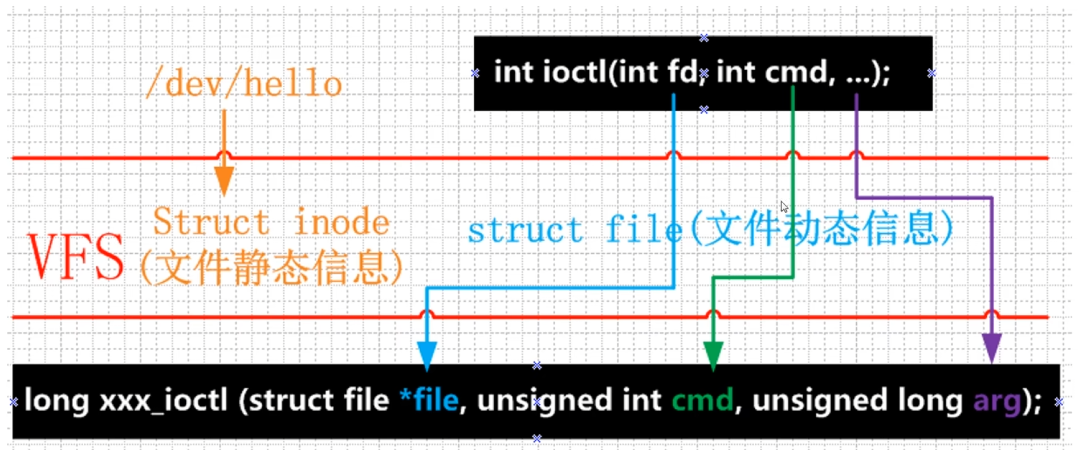 /dev/hello
int ioctl(int fd, int cmd, ...);
VFS
Struct inode
(文件静态信息)
struct file(文件动态信息)
long xxx_ioctl (struct file *file, unsigned int cmd, unsigned long arg);